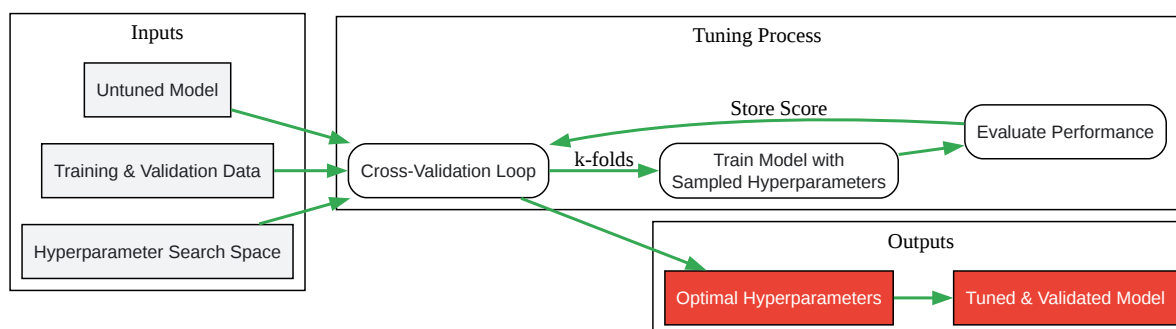 Inputs
Untuned Model
Training & Validation Data
Hyperparameter Search Space
Tuning Process
Store Score
Evaluate Performance
Cross-Validation Loop
k-folds
Train Model with
Sampled Hyperparameters
Outputs
Optimal Hyperparameters
Tuned & Validated Model